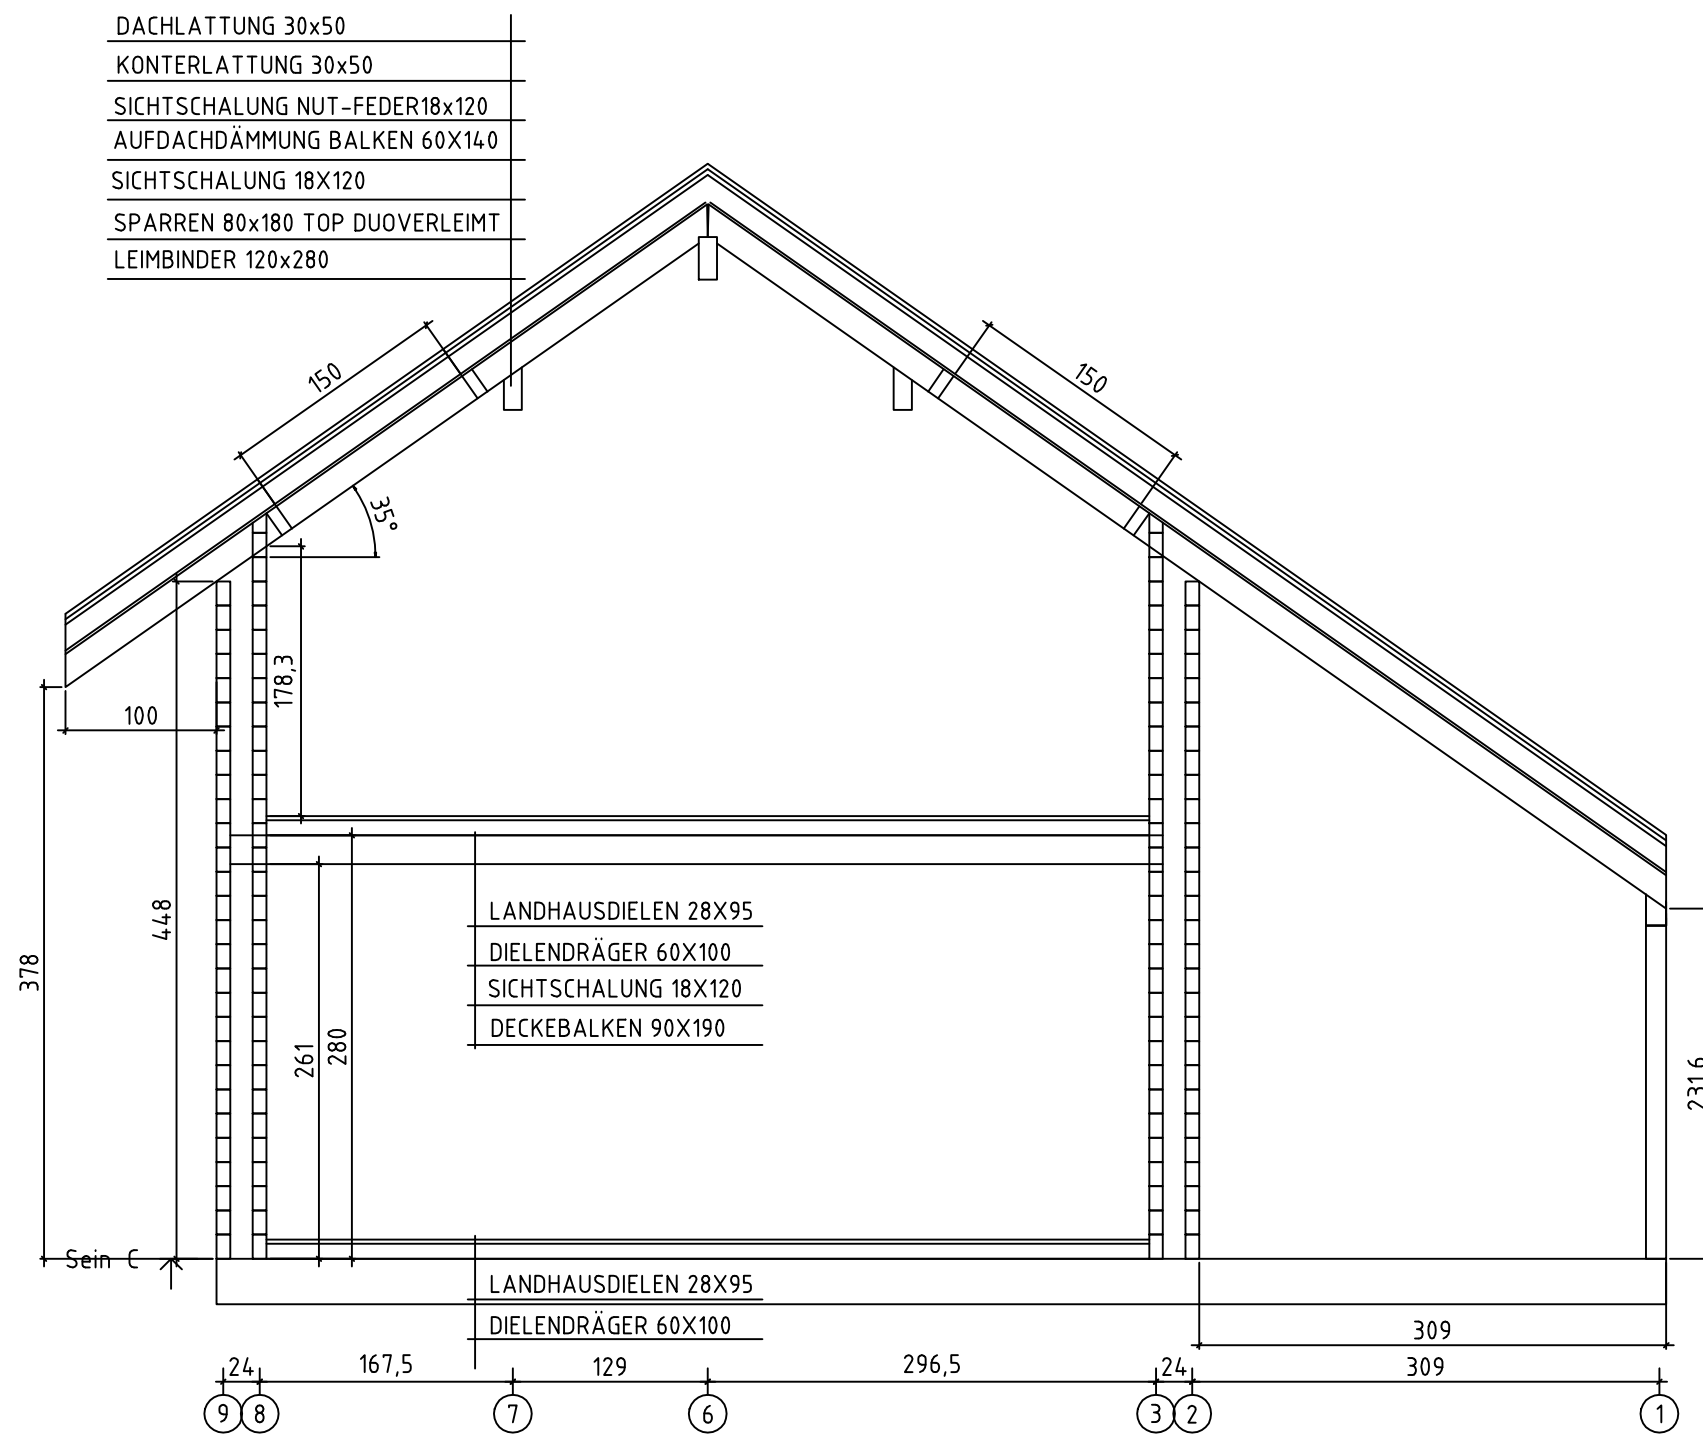 DACHLATTUNG 30x50
KONTERLATTUNG 30x50
SICHTSCHALUNG NUT-FEDER18x120
AUFDACHDÄMMUNG BALKEN 60X140
SICHTSCHALUNG 18X120
SPARREN 80x180 TOP DUOVERLEIMT
LEIMBINDER 120x280
150
150
35°
178,3
100
448
378
LANDHAUSDIELEN 28X95
DIELENDRÄGER 60X100
SICHTSCHALUNG 18X120
DECKEBALKEN 90X190
261
280
231,6
Sein C
LANDHAUSDIELEN 28X95
DIELENDRÄGER 60X100
309
24 167,5 129 296,5 24 309
9 8 7 6 3 2 1